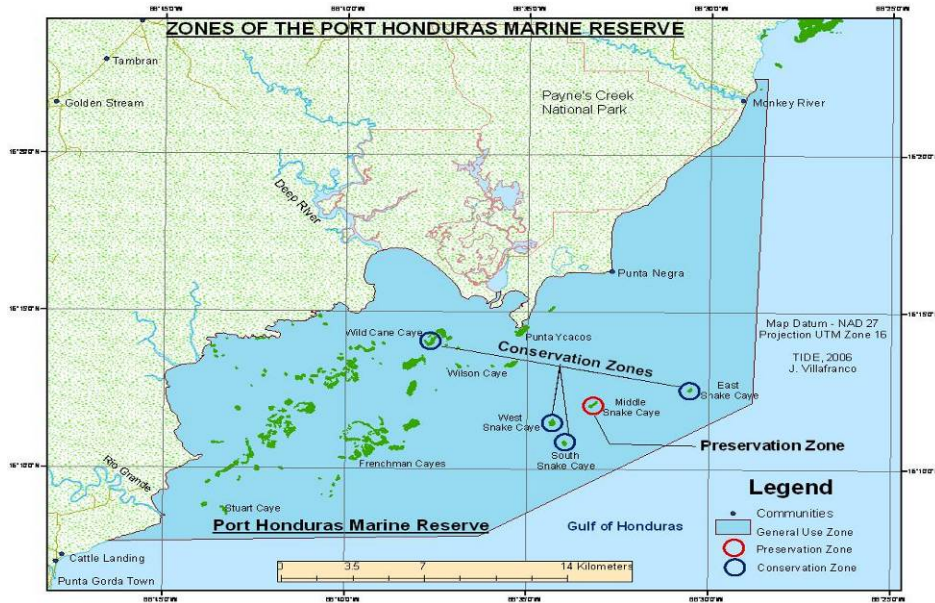 ZONES OF THE PORT HONDURAS MARINE RESERVE
Tambran
Golden Stream
Payne's Creek
National Park
Monkey River
Deep River
Punta Negra
Map Datum - NAD 27
Projection UTM Zone 16
TIDE, 2006
J. Villafranco
Wild Cane Caye
Punta Ycacos
Conservation Zones
Wilson Caye
East
Snake Caye
Middle
Snake Caye
West
Snake Caye
Preservation Zone
South
Snake Caye
Frenchman Cayes
Rio Grande
Stuart Caye
Port Honduras Marine Reserve
Gulf of Honduras
Legend
Communities
General Use Zone
Preservation Zone
Conservation Zone
Cattle Landing
Punta Gorda Town
0 3.5 7 14 Kilometers